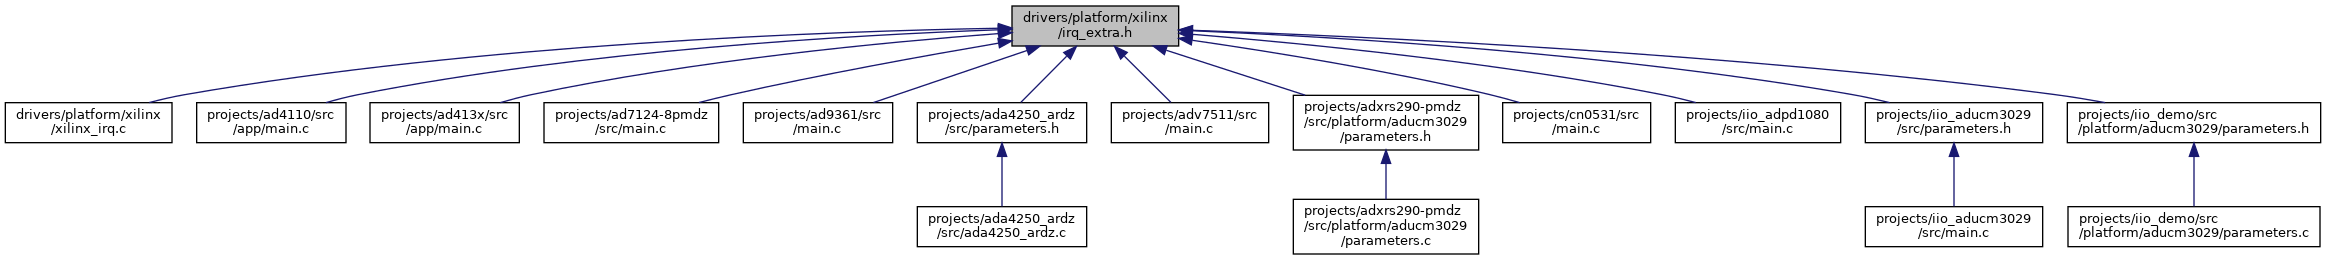 drivers/platform/xilinx
/irq_extra.h
drivers/platform/xilinx
/xilinx_irq.c
projects/ad4110/src
/app/main.c
projects/ad413x/src
/app/main.c
projects/ad7124-8pmdz
/src/main.c
projects/ad9361/src
/main.c
projects/ada4250_ardz
/src/parameters.h
projects/adv7511/src
/main.c
projects/adxrs290-pmdz
/src/platform/aducm3029
/parameters.h
projects/cn0531/src
/main.c
projects/iio_adpd1080
/src/main.c
projects/iio_aducm3029
/src/parameters.h
projects/iio_demo/src
/platform/aducm3029/parameters.h
projects/ada4250_ardz
/src/ada4250_ardz.c
projects/adxrs290-pmdz
/src/platform/aducm3029
/parameters.c
projects/iio_aducm3029
/src/main.c
projects/iio_demo/src
/platform/aducm3029/parameters.c